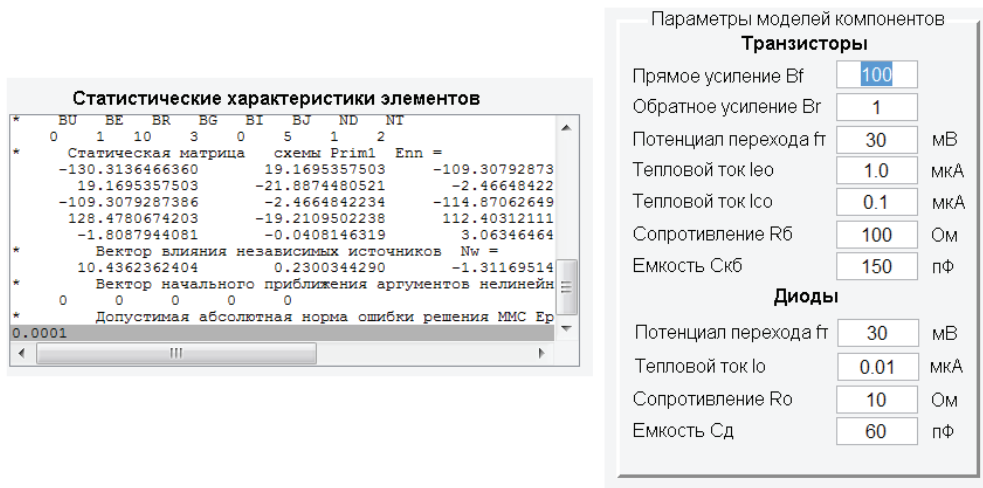 Статистические характеристики элементов
* BU BE BR BG BI BJ ND NT
0 1 10 3 0 5 1 2
* Статическая матрица схемы Prim1 Enn =
-130.3136466360 19.1695357503 -109.30792873
19.1695357503 -21.8874480521 -2.46648422
-109.3079287386 -2.4664842234 -114.87062649
128.4780674203 -19.2109502238 112.40312111
-1.8087944081 -0.0408146319 3.06346464
* Вектор влияния независимых источников Nw =
10.4362362404 0.2300344290 -1.31169514
* Вектор начального приближения аргументов нелинейн
0 0 0 0 0
* Допустимая абсолютная норма ошибки решения ММС Ер
0.0001
Параметры моделей компонентов
Транзисторы
Прямое усиление Bf 100
Обратное усиление Br 1
Потенциал перехода fт 30 мВ
Тепловой ток Ieo 1.0 мкА
Тепловой ток Ico 0.1 мкА
Сопротивление Rб 100 Ом
Емкость Скб 150 пФ
Диоды
Потенциал перехода fт 30 мВ
Тепловой ток Io 0.01 мкА
Сопротивление Ro 10 Ом
Емкость Сд 60 пФ